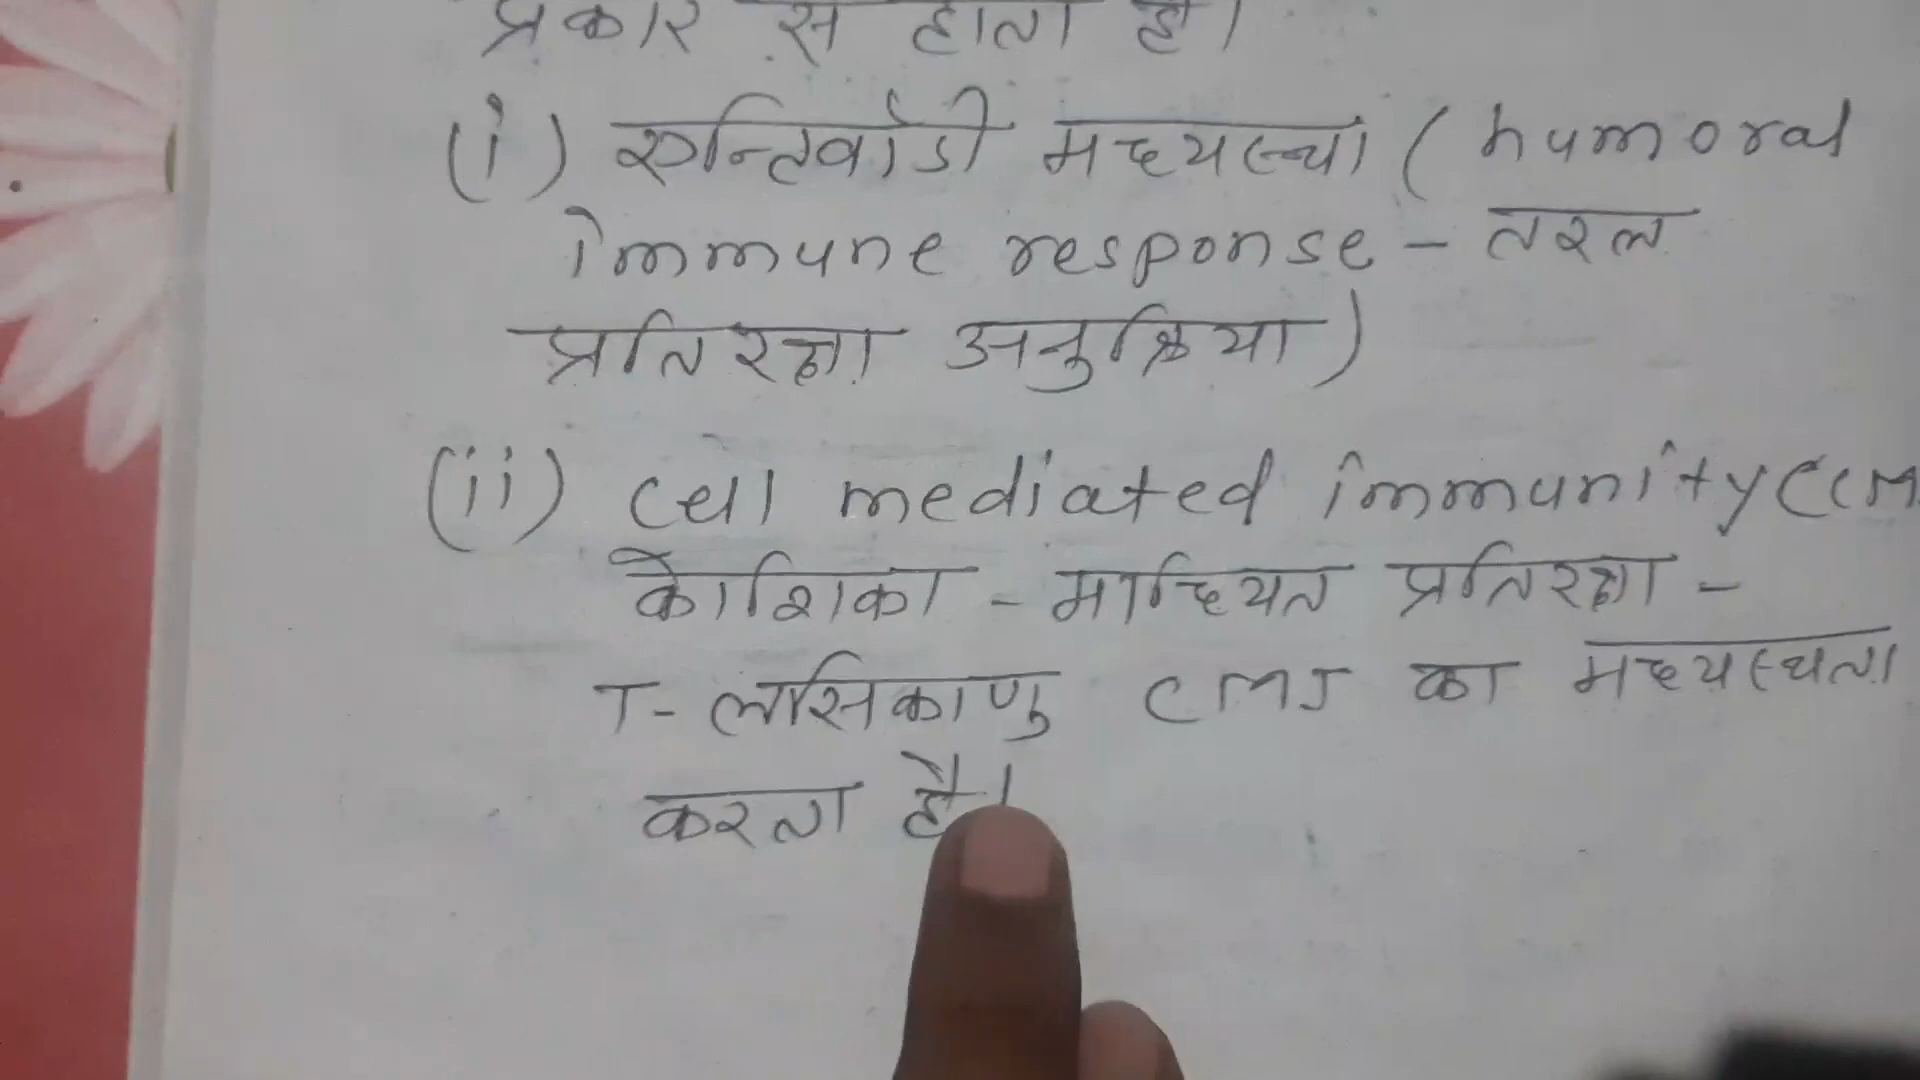 प्रकार से होता है।
(i) एन्टिबॉडी मध्यस्था (humoral
immune response - तरल
प्रतिरक्षा अनुक्रिया)
(ii) cell mediated immunity (CM
कोशिका - माध्यित प्रतिरक्षा -
T - लसिकाणु CMI का मध्यस्थता
करता है।